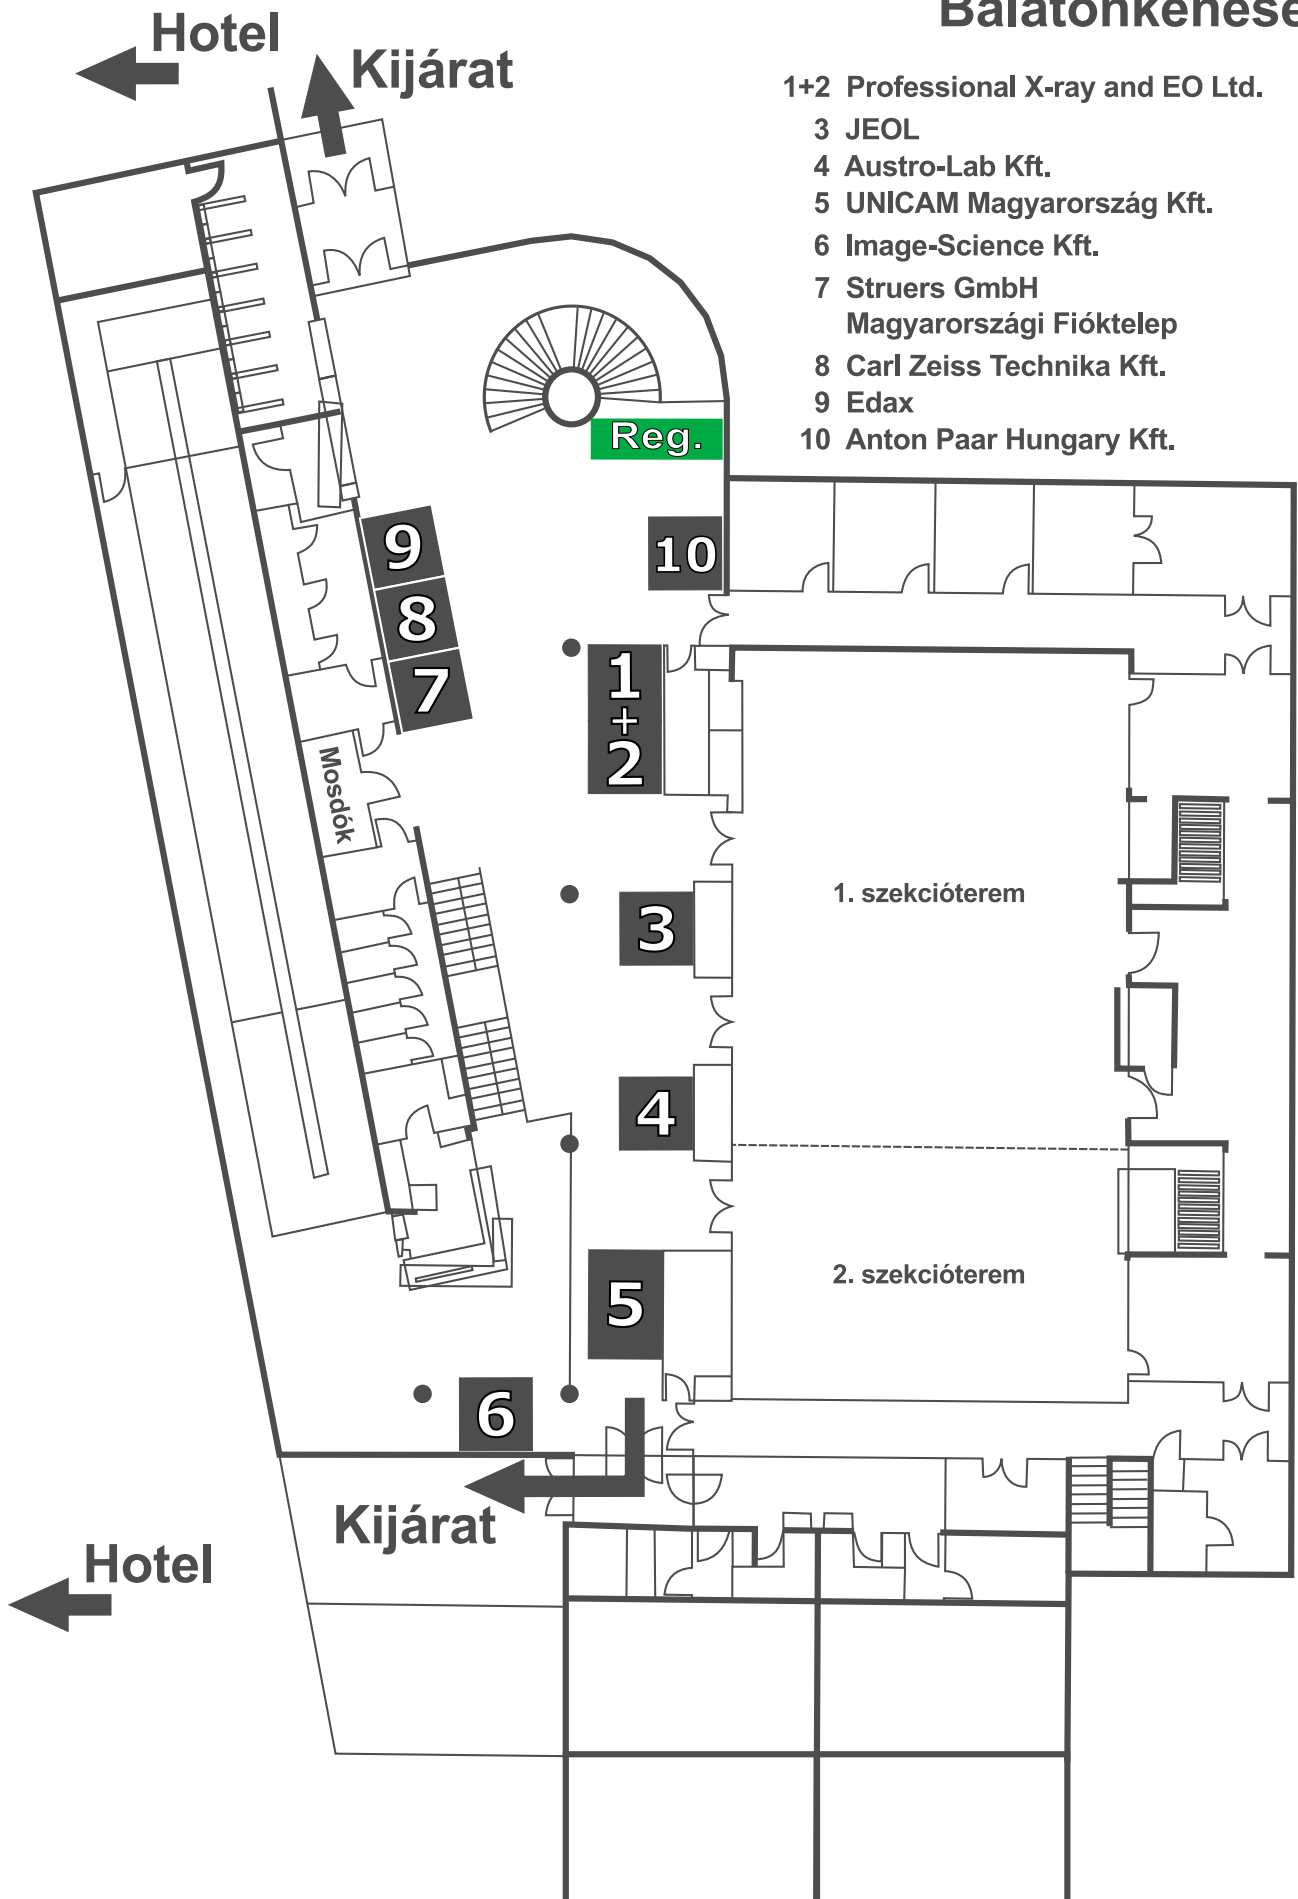 Balatonkenese
Hotel
Kijárat
1+2 Professional X-ray and EO Ltd.
3 JEOL
4 Austro-Lab Kft.
5 UNICAM Magyarország Kft.
6 Image-Science Kft.
7 Struers GmbH
Magyarországi Fióktelep
8 Carl Zeiss Technika Kft.
9 Edax
10 Anton Paar Hungary Kft.
Reg.
9
10
8
7
1
+
2
Mosdók
3
1. szekcióterem
4
5
2. szekcióterem
6
Kijárat
Hotel